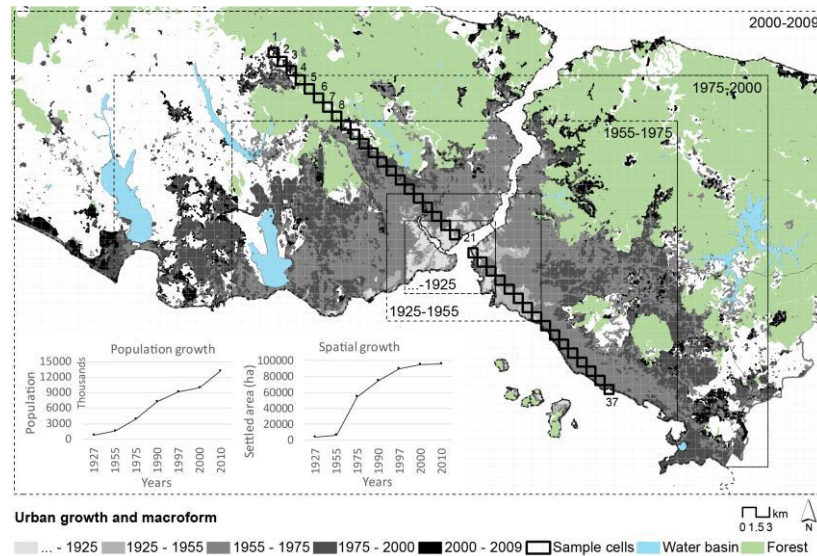 2000-2009
1
2
3
4
5
6
7
8
1975-2000
1955-1975
21
...-1925
1925-1955
37
Population growth
Population
Thousands
15000
12000
9000
6000
3000
0
1927
1955
1975
1990
1997
2000
2010
Years
Spatial growth
Settled area (ha)
100000
80000
60000
40000
20000
0
1927
1955
1975
1990
1997
2000
2010
Years
Urban growth and macroform
km
0 1.5 3
N
... - 1925
1925 - 1955
1955 - 1975
1975 - 2000
2000 - 2009
Sample cells
Water basin
Forest